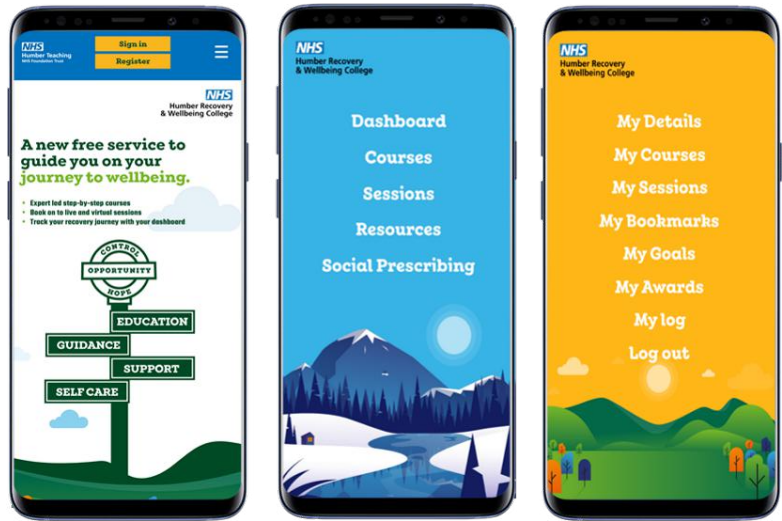 NHS
Humber Teaching
NHS Foundation Trust
Sign in
Register
NHS
Humber Recovery
& Wellbeing College
A new free service to
guide you on your
journey to wellbeing.
• Expert led step-by-step courses
• Book on to live and virtual sessions
• Track your recovery journey with your dashboard
CONTROL
OPPORTUNITY
HOPE
EDUCATION
GUIDANCE
SUPPORT
SELF CARE
NHS
Humber Recovery
& Wellbeing College
Dashboard
Courses
Sessions
Resources
Social Prescribing
NHS
Humber Recovery
& Wellbeing College
My Details
My Courses
My Sessions
My Bookmarks
My Goals
My Awards
My log
Log out